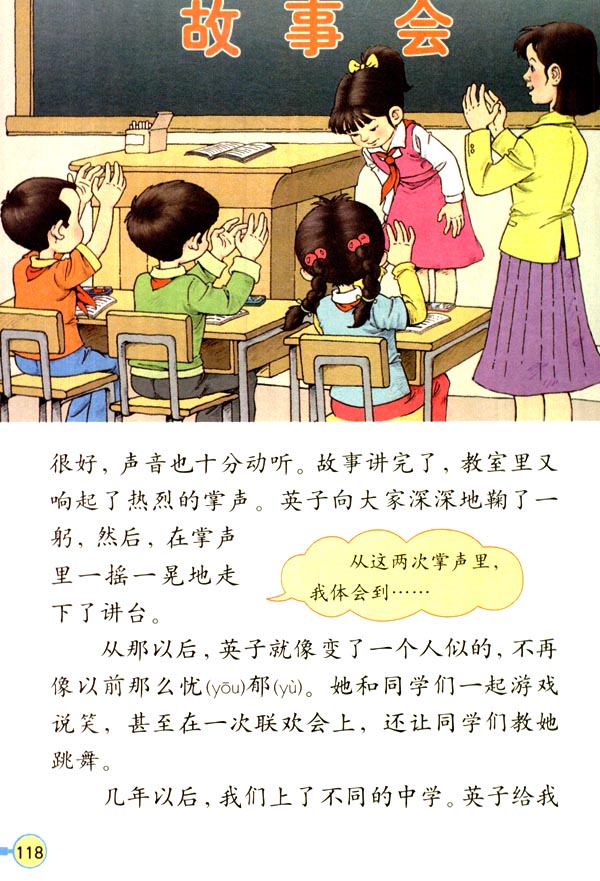 故事会
很好，声音也十分动听。故事讲完了，教室里又
响起了热烈的掌声。英子向大家深深地鞠了一
躬，然后，在掌声
里一摇一晃地走
下了讲台。
从这两次掌声里，
我体会到……
从那以后，英子就像变了一个人似的，不再
像以前那么忧(yōu)郁(yù)。她和同学们一起游戏
说笑，甚至在一次联欢会上，还让同学们教她
跳舞。
几年以后，我们上了不同的中学。英子给我
118